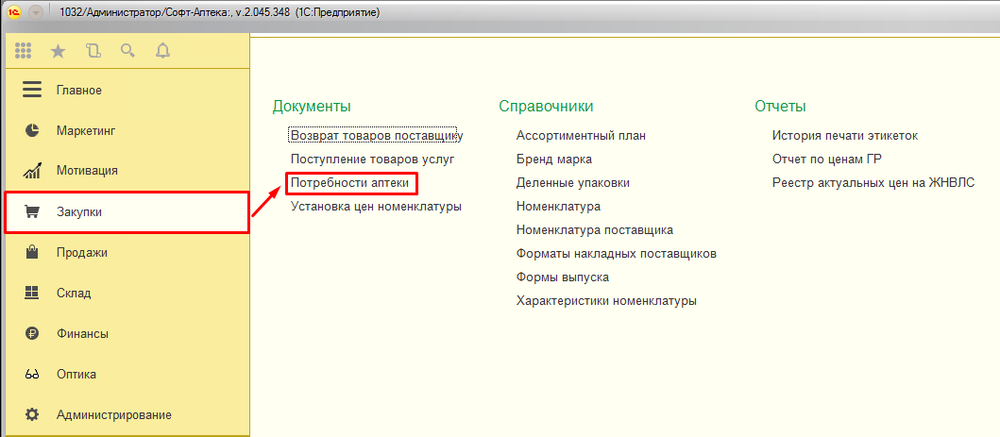 1032/Администратор/Софт-Аптека:, v.2.045.348 (1С:Предприятие)
Главное
Маркетинг
Мотивация
Закупки
Продажи
Склад
Финансы
Оптика
Администрирование
Документы
Возврат товаров поставщику
Поступление товаров услуг
Потребности аптеки
Установка цен номенклатуры
Справочники
Ассортиментный план
Бренд марка
Деленные упаковки
Номенклатура
Номенклатура поставщика
Форматы накладных поставщиков
Формы выпуска
Характеристики номенклатуры
Отчеты
История печати этикеток
Отчет по ценам ГР
Реестр актуальных цен на ЖНВЛС